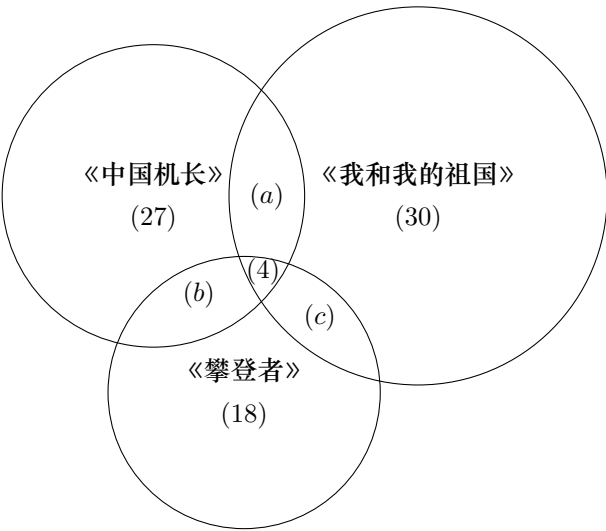 《中国机长》
(27)
《我和我的祖国》
(30)
(a)
(4)
(b)
(c)
《攀登者》
(18)